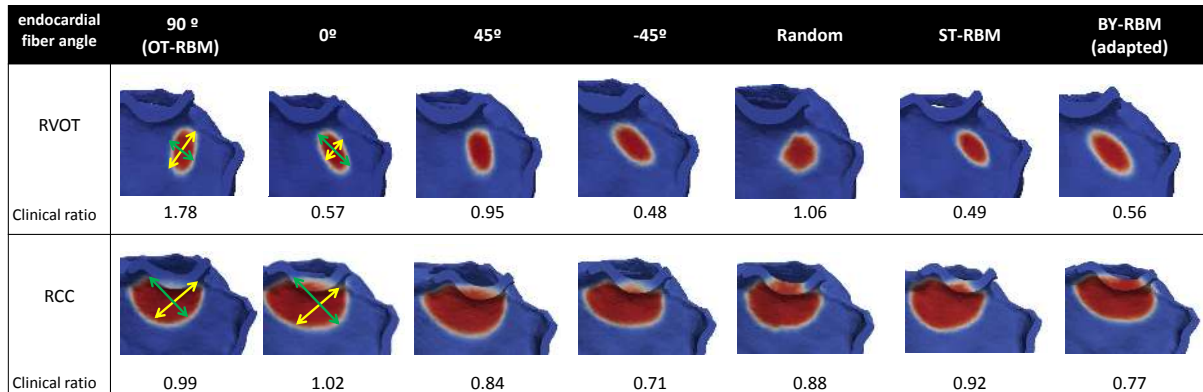 endocardial fiber angle 90 º (OT-RBM) 0º 45º -45º Random ST-RBM BY-RBM (adapted)
RVOT
Clinical ratio 1.78 0.57 0.95 0.48 1.06 0.49 0.56
RCC
Clinical ratio 0.99 1.02 0.84 0.71 0.88 0.92 0.77